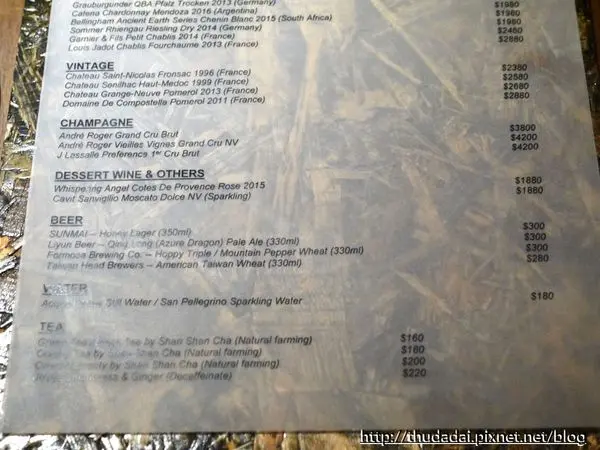 Grauburgunder QBA Pfalz Trocken 2013 (Germany)
Catena Chardonnay Mendoza 2016 (Argentina) $1980
Bellingham Ancient Earth Series Chenin Blanc 2015 (South Africa) $1980
Sommer Rhiengau Riesling Dry 2014 (Germany) $1980
Garnier & Fils Petit Chablis 2014 (France) $2480
Louis Jadot Chablis Fourchaume 2013 (France) $2880
VINTAGE
Chateau Saint-Nicolas Fronsac 1996 (France) $2380
Chateau Senilhac Haut-Medoc 1999 (France) $2580
Chateau Grange-Neuve Pomerol 2013 (France) $2680
Domaine De Compostella Pomerol 2011 (France) $2880
CHAMPAGNE
André Roger Grand Cru Brut $3800
André Roger Vieilles Vignes Grand Cru NV $4200
J Lassalle Preference 1er Cru Brut $4200
DESSERT WINE & OTHERS
Whispering Angel Cotes De Provence Rose 2015 $1880
Cavit Sanvigilio Moscato Dolce NV (Sparkling) $1880
BEER
SUNMAI – Honey Eager (350ml) $300
Liyun Beer – Qing Long (Azure Dragon) Pale Ale (330ml) $300
Formosa Brewing Co. – Hoppy Triple / Mountain Pepper Wheat (330ml) $300
Taiwan Head Brewers – American Taiwan Wheat (330ml) $280
WATER
Still Water / San Pellegrino Sparkling Water $180
TEA
Tea by Shan Shan Cha (Natural farming) $160
Tea by Shan Shan Cha (Natural farming) $180
by Shan Shan Cha (Natural farming) $200
& Ginger (Decaffeinate) $220
http://thudadai.pixnet.net/blog